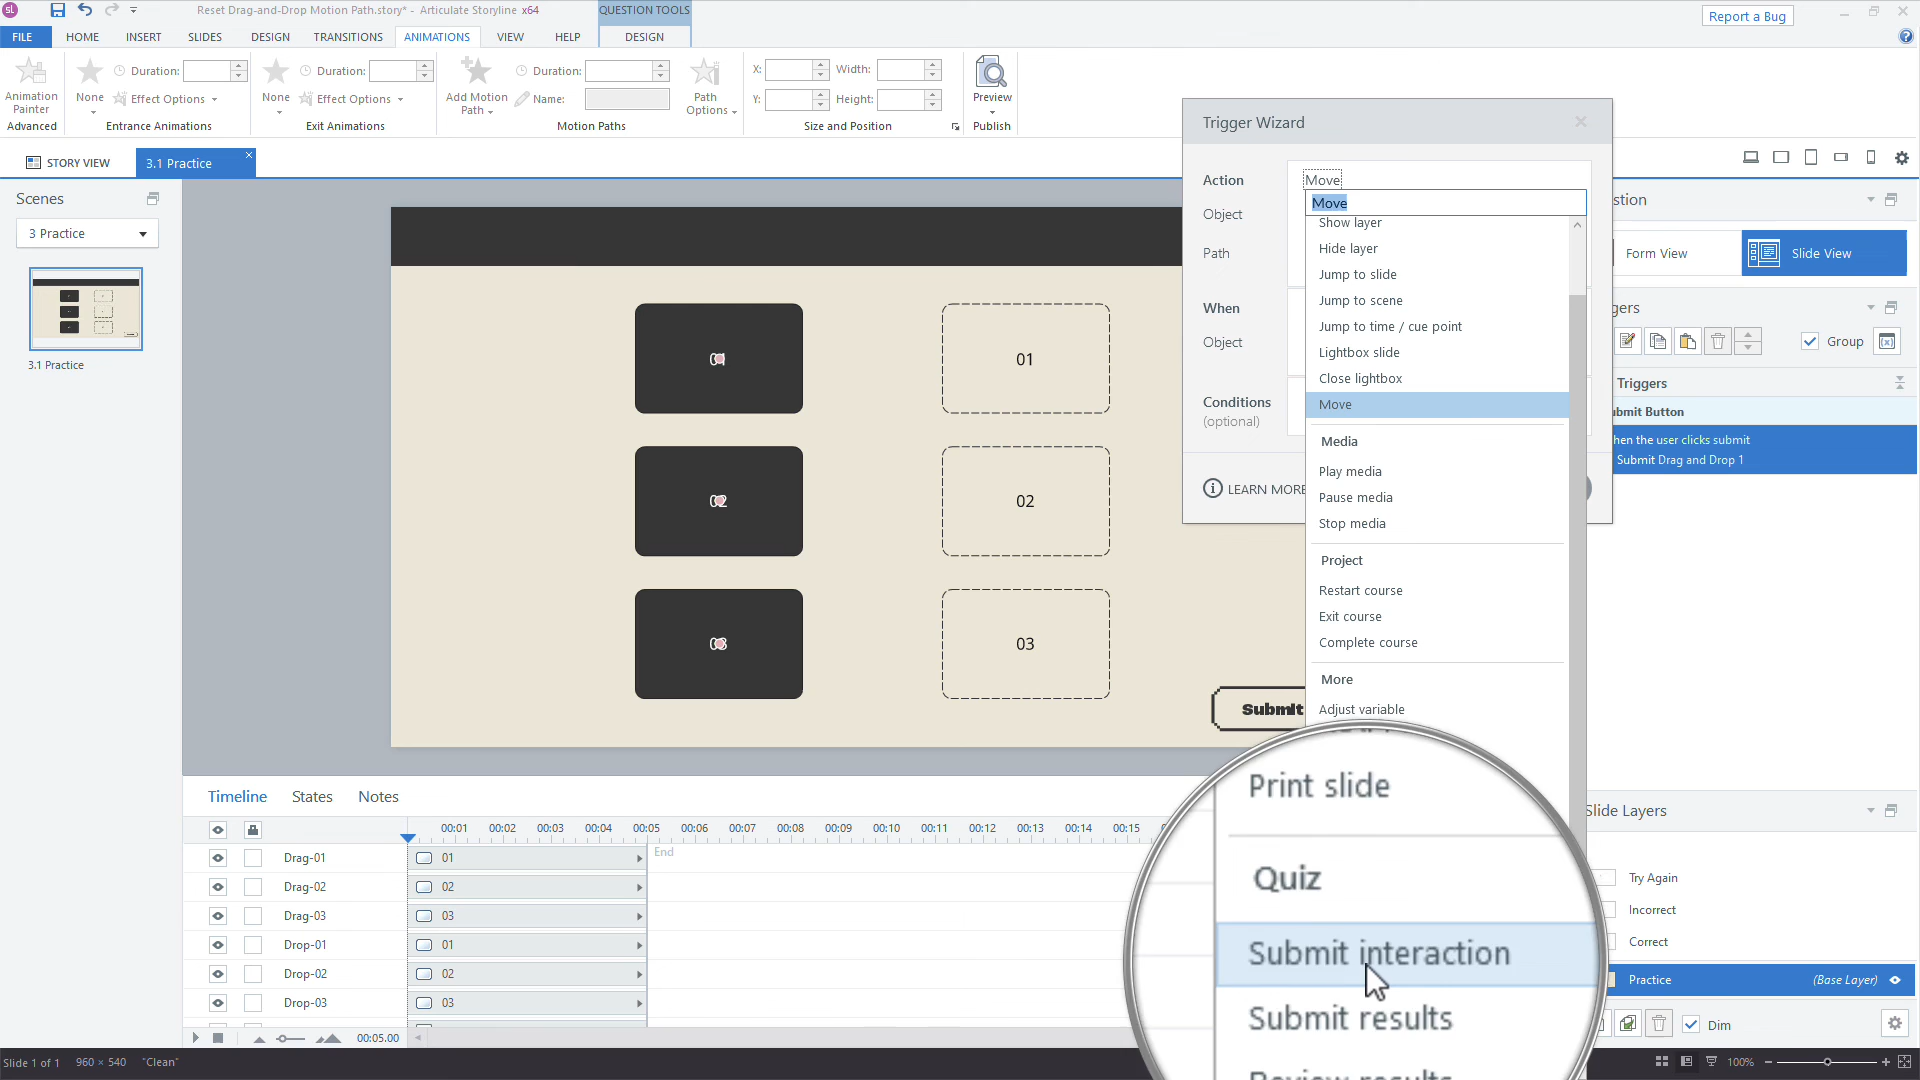 Reset Drag-and-Drop Motion Path.story* - Articulate Storyline x64
QUESTION TOOLS
Report a Bug
FILE HOME INSERT SLIDES DESIGN TRANSITIONS ANIMATIONS VIEW HELP DESIGN
Animation Painter
None
Duration:
Effect Options
None
Duration:
Effect Options
Add Motion Path
Duration:
Name:
Path Options
X:
Y:
Width:
Height:
Preview
Advanced
Entrance Animations
Exit Animations
Motion Paths
Size and Position
Publish
STORY VIEW
3.1 Practice
Scenes
3 Practice
3.1 Practice
01
02
03
01
02
03
Submit
Trigger Wizard
Action
Object
Path
When
Object
Conditions
(optional)
LEARN MORE
Move
Move
Show layer
Hide layer
Jump to slide
Jump to scene
Jump to time / cue point
Lightbox slide
Close lightbox
Move
Media
Play media
Pause media
Stop media
Project
Restart course
Exit course
Complete course
More
Adjust variable
Print slide
Quiz
Submit interaction
Submit results
Review results
stion
Form View
Slide View
gers
Group
Triggers
ubmit Button
hen the user clicks submit
Submit Drag and Drop 1
Slide Layers
Try Again
Incorrect
Correct
Practice (Base Layer)
Dim
Timeline States Notes
00:01 00:02 00:03 00:04 00:05 00:06 00:07 00:08 00:09 00:10 00:11 00:12 00:13 00:14 00:15
End
Drag-01 01
Drag-02 02
Drag-03 03
Drop-01 01
Drop-02 02
Drop-03 03
00:05.00
Slide 1 of 1 960 × 540 "Clean"
100%